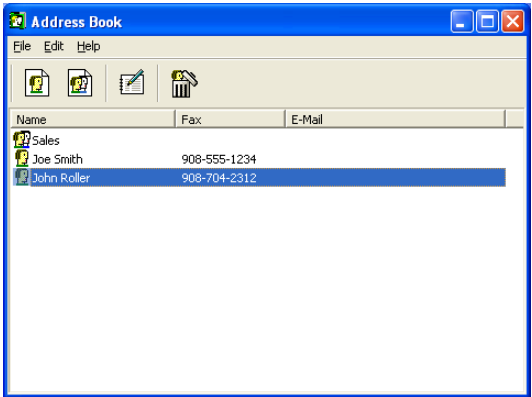 Address Book
File Edit Help
Name Fax E-Mail
Sales
Joe Smith 908-555-1234
John Roller 908-704-2312